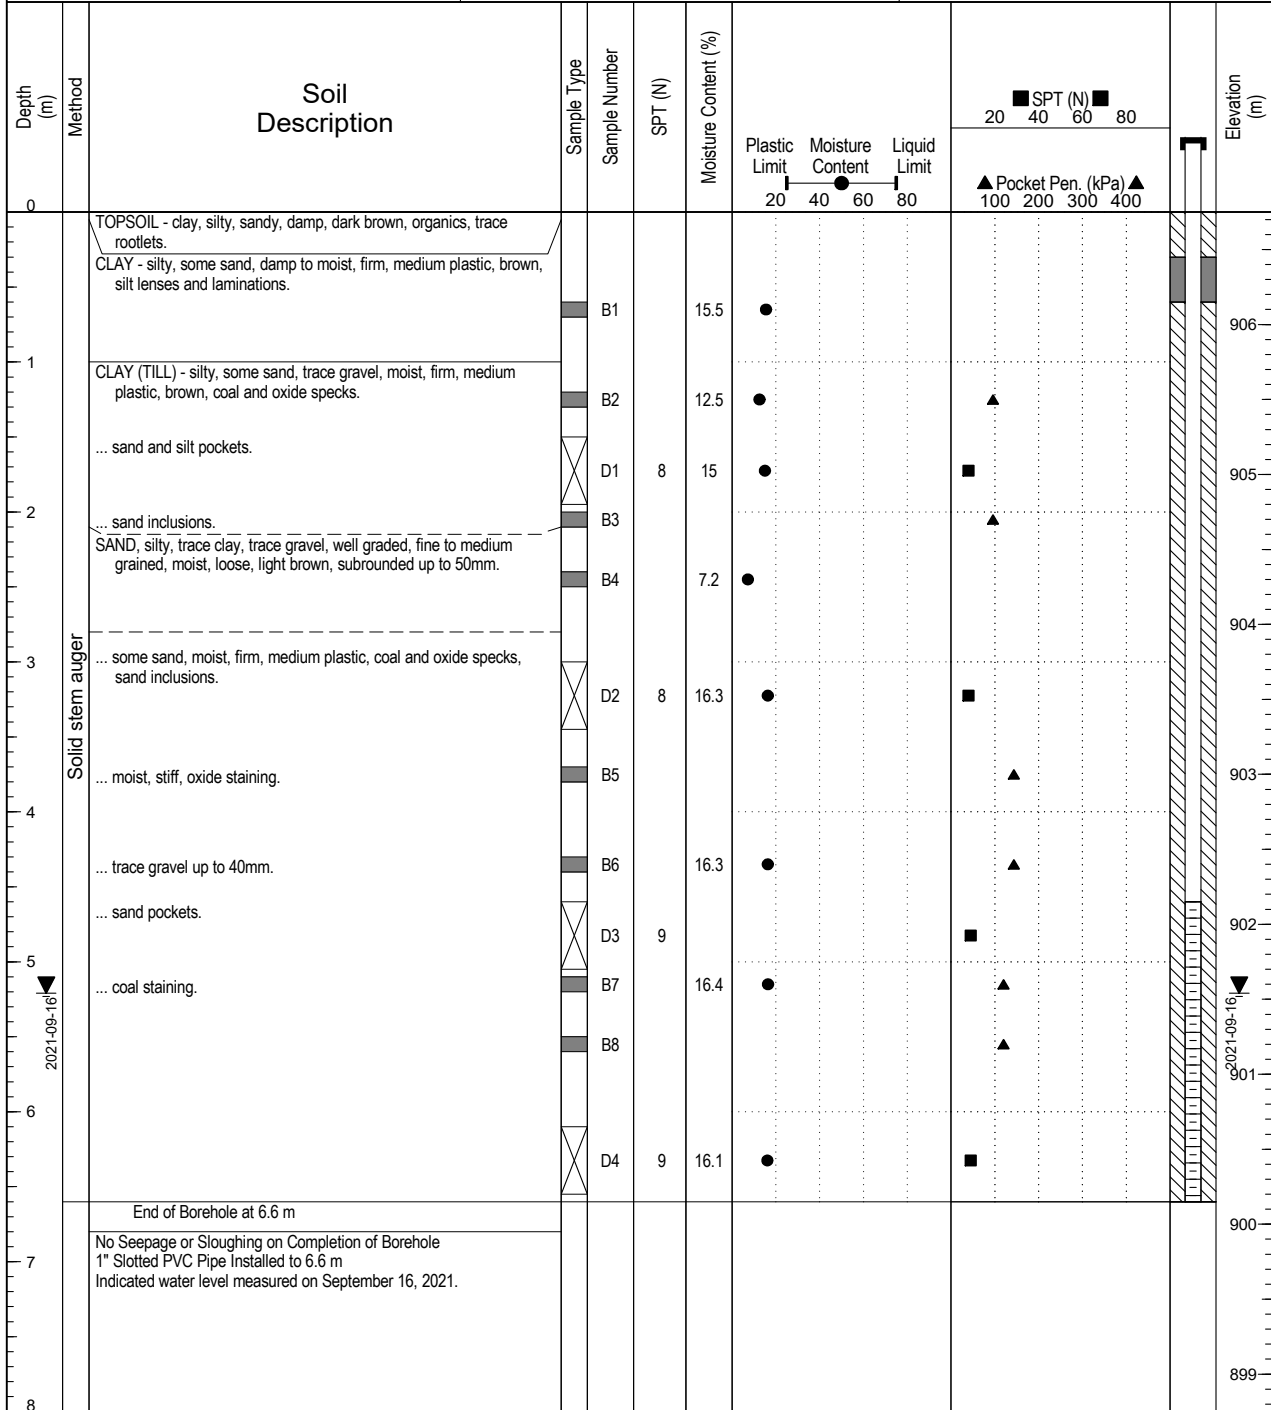 Depth
(m)
Method
Soil
Description
Sample Type
Sample Number
SPT (N)
Moisture Content (%)
Plastic
Limit
Moisture
Content
Liquid
Limit
20 40 60 80
SPT (N)
20 40 60 80
Pocket Pen. (kPa)
100 200 300 400
Elevation
(m)
0
TOPSOIL - clay, silty, sandy, damp, dark brown, organics, trace
rootlets.
CLAY - silty, some sand, damp to moist, firm, medium plastic, brown,
silt lenses and laminations.
B1 15.5
906
1
CLAY (TILL) - silty, some sand, trace gravel, moist, firm, medium
plastic, brown, coal and oxide specks.
B2 12.5
... sand and silt pockets.
D1 8 15
905
2
... sand inclusions.
B3
SAND, silty, trace clay, trace gravel, well graded, fine to medium
grained, moist, loose, light brown, subrounded up to 50mm.
B4 7.2
904
Solid stem auger
3
... some sand, moist, firm, medium plastic, coal and oxide specks,
sand inclusions.
D2 8 16.3
... moist, stiff, oxide staining.
B5
903
4
... trace gravel up to 40mm.
B6 16.3
... sand pockets.
D3 9
902
5
... coal staining.
B7 16.4
2021-09-16
2021-09-16
B8
901
6
D4 9 16.1
End of Borehole at 6.6 m
900
No Seepage or Sloughing on Completion of Borehole
7
1" Slotted PVC Pipe Installed to 6.6 m
Indicated water level measured on September 16, 2021.
899
8